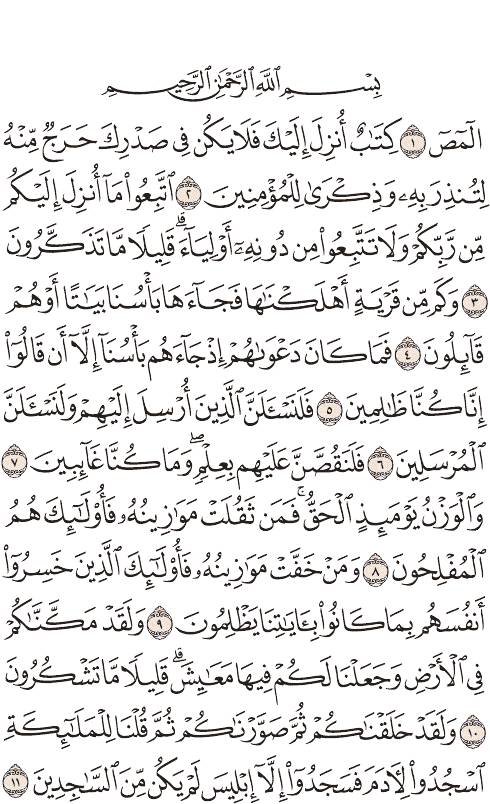 بِسْمِ ٱللَّهِ ٱلرَّحْمَٰنِ ٱلرَّحِيمِ
الٓمٓصٓ ١ كِتَٰبٌ أُنزِلَ إِلَيْكَ فَلَا يَكُن فِى صَدْرِكَ حَرَجٌ مِّنْهُ
لِتُنذِرَ بِهِۦ وَذِكْرَىٰ لِلْمُؤْمِنِينَ ٢ ٱتَّبِعُوا۟ مَآ أُنزِلَ إِلَيْكُم
مِّن رَّبِّكُمْ وَلَا تَتَّبِعُوا۟ مِن دُونِهِۦٓ أَوْلِيَآءَ ۗ قَلِيلًا مَّا تَذَكَّرُونَ
٣ وَكَم مِّن قَرْيَةٍ أَهْلَكْنَٰهَا فَجَآءَهَا بَأْسُنَا بَيَٰتًا أَوْ هُمْ
قَآئِلُونَ ٤ فَمَا كَانَ دَعْوَىٰهُمْ إِذْ جَآءَهُم بَأْسُنَآ إِلَّآ أَن قَالُوٓا۟
إِنَّا كُنَّا ظَٰلِمِينَ ٥ فَلَنَسْـَٔلَنَّ ٱلَّذِينَ أُرْسِلَ إِلَيْهِمْ وَلَنَسْـَٔلَنَّ
ٱلْمُرْسَلِينَ ٦ فَلَنَقُصَّنَّ عَلَيْهِم بِعِلْمٍ ۖ وَمَا كُنَّا غَآئِبِينَ ٧
وَٱلْوَزْنُ يَوْمَئِذٍ ٱلْحَقُّ ۚ فَمَن ثَقُلَتْ مَوَٰزِينُهُۥ فَأُو۟لَٰٓئِكَ هُمُ
ٱلْمُفْلِحُونَ ٨ وَمَنْ خَفَّتْ مَوَٰزِينُهُۥ فَأُو۟لَٰٓئِكَ ٱلَّذِينَ خَسِرُوٓا۟
أَنفُسَهُم بِمَا كَانُوا۟ بِـَٔايَٰتِنَا يَظْلِمُونَ ٩ وَلَقَدْ مَكَّنَّٰكُمْ
فِى ٱلْأَرْضِ وَجَعَلْنَا لَكُمْ فِيهَا مَعَٰيِشَ ۗ قَلِيلًا مَّا تَشْكُرُونَ
١٠ وَلَقَدْ خَلَقْنَٰكُمْ ثُمَّ صَوَّرْنَٰكُمْ ثُمَّ قُلْنَا لِلْمَلَٰٓئِكَةِ
ٱسْجُدُوا۟ لِـَٔادَمَ فَسَجَدُوٓا۟ إِلَّآ إِبْلِيسَ لَمْ يَكُن مِّنَ ٱلسَّٰجِدِينَ ١١